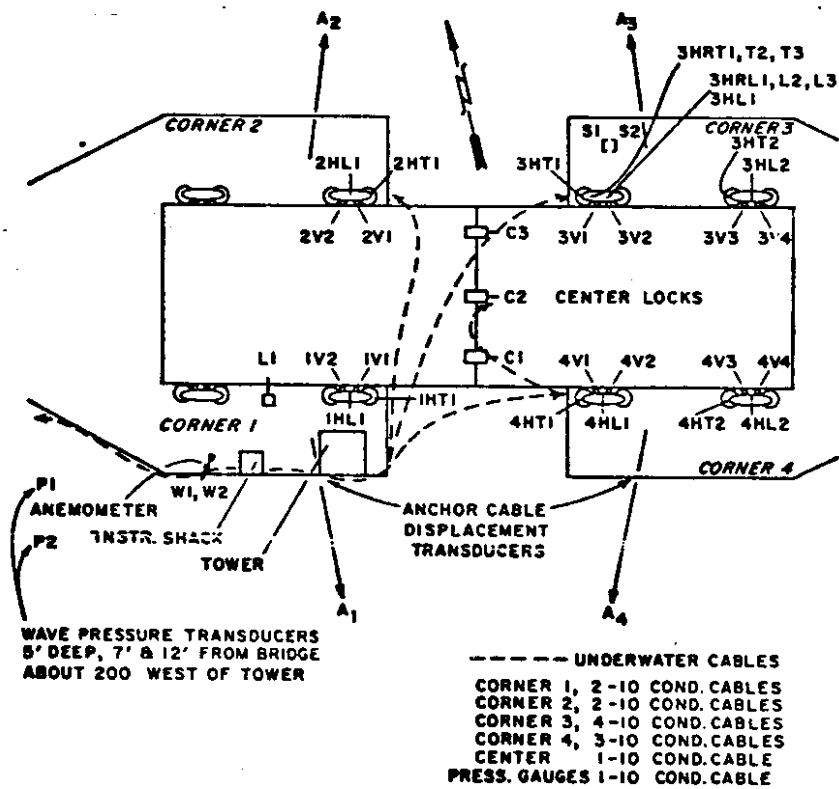 A2
A3
3HRT1, T2, T3
3HRL1, L2, L3
3HL1
CORNER 2
S1 S2
CORNER 3
3HT2
2HL1
2HT1
3HT1
3HL2
2V2 2V1
C3
3V1 3V2
3V3 3V4
C2 CENTER LOCKS
L1
1V2 1V1
C1
4V1 4V2
4V3 4V4
1HT1
CORNER 1
1HL1
4HT1 4HL1
4HT2 4HL2
CORNER 4
P1
W1, W2
ANEMOMETER
INSTR. SHACK
P2
TOWER
ANCHOR CABLE
DISPLACEMENT
TRANSDUCERS
A1
A4
WAVE PRESSURE TRANSDUCERS
5' DEEP, 7' & 12' FROM BRIDGE
ABOUT 200 WEST OF TOWER
UNDERWATER CABLES
CORNER 1, 2-10 COND. CABLES
CORNER 2, 2-10 COND. CABLES
CORNER 3, 4-10 COND. CABLES
CORNER 4, 3-10 COND. CABLES
CENTER 1-10 COND. CABLE
PRESS. GAUGES 1-10 COND. CABLE